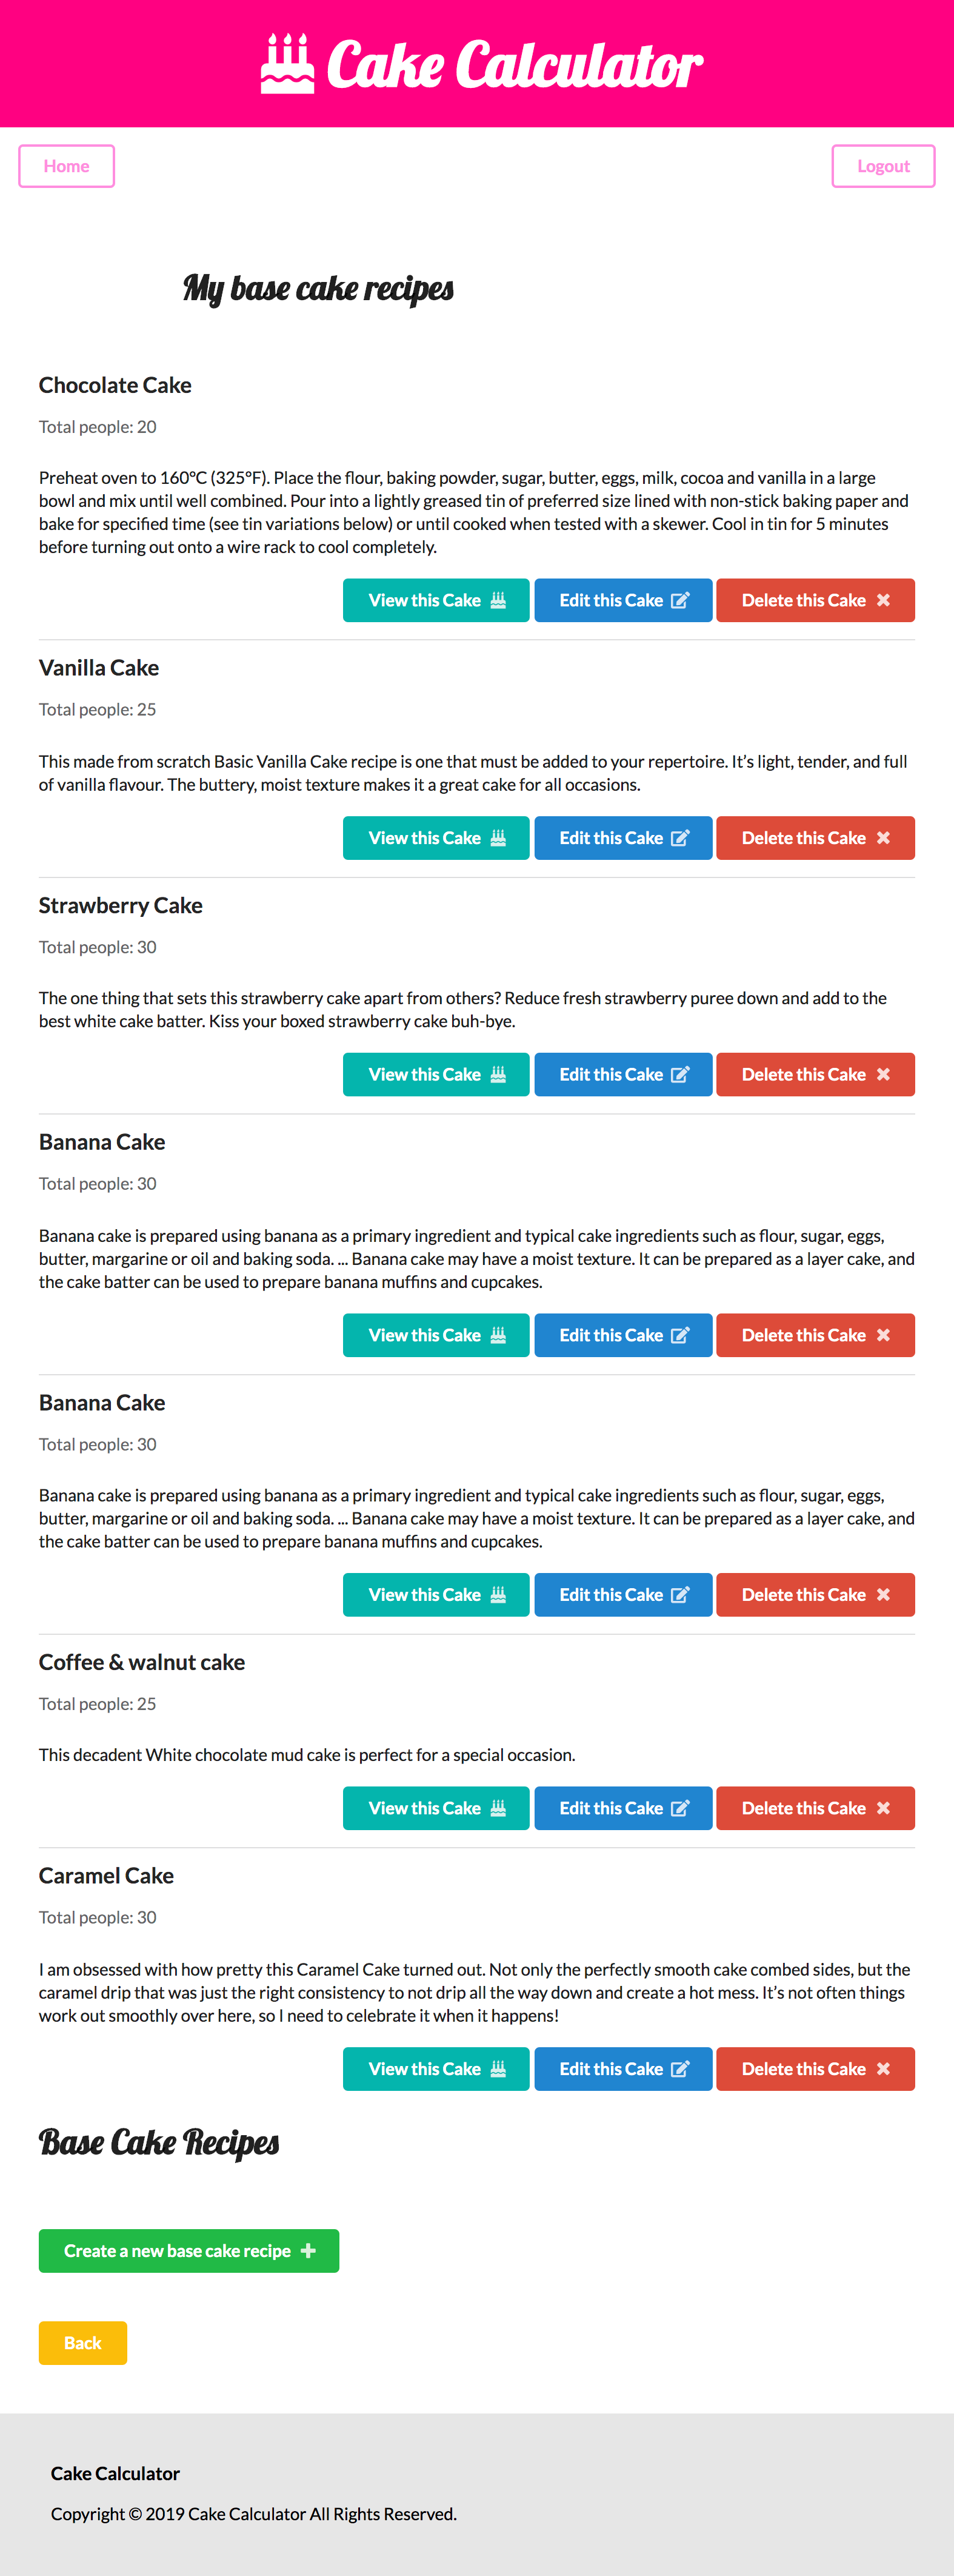 Cake Calculator
Home
Logout
My base cake recipes
Chocolate Cake
Total people: 20
Preheat oven to 160ºC (325ºF). Place the flour, baking powder, sugar, butter, eggs, milk, cocoa and vanilla in a large
bowl and mix until well combined. Pour into a lightly greased tin of preferred size lined with non-stick baking paper and
bake for specified time (see tin variations below) or until cooked when tested with a skewer. Cool in tin for 5 minutes
before turning out onto a wire rack to cool completely.
View this Cake
Edit this Cake
Delete this Cake
Vanilla Cake
Total people: 25
This made from scratch Basic Vanilla Cake recipe is one that must be added to your repertoire. It’s light, tender, and full
of vanilla flavour. The buttery, moist texture makes it a great cake for all occasions.
View this Cake
Edit this Cake
Delete this Cake
Strawberry Cake
Total people: 30
The one thing that sets this strawberry cake apart from others? Reduce fresh strawberry puree down and add to the
best white cake batter. Kiss your boxed strawberry cake buh-bye.
View this Cake
Edit this Cake
Delete this Cake
Banana Cake
Total people: 30
Banana cake is prepared using banana as a primary ingredient and typical cake ingredients such as flour, sugar, eggs,
butter, margarine or oil and baking soda. ... Banana cake may have a moist texture. It can be prepared as a layer cake, and
the cake batter can be used to prepare banana muffins and cupcakes.
View this Cake
Edit this Cake
Delete this Cake
Banana Cake
Total people: 30
Banana cake is prepared using banana as a primary ingredient and typical cake ingredients such as flour, sugar, eggs,
butter, margarine or oil and baking soda. ... Banana cake may have a moist texture. It can be prepared as a layer cake, and
the cake batter can be used to prepare banana muffins and cupcakes.
View this Cake
Edit this Cake
Delete this Cake
Coffee & walnut cake
Total people: 25
This decadent White chocolate mud cake is perfect for a special occasion.
View this Cake
Edit this Cake
Delete this Cake
Caramel Cake
Total people: 30
I am obsessed with how pretty this Caramel Cake turned out. Not only the perfectly smooth cake combed sides, but the
caramel drip that was just the right consistency to not drip all the way down and create a hot mess. It’s not often things
work out smoothly over here, so I need to celebrate it when it happens!
View this Cake
Edit this Cake
Delete this Cake
Base Cake Recipes
Create a new base cake recipe
Back
Cake Calculator
Copyright © 2019 Cake Calculator All Rights Reserved.